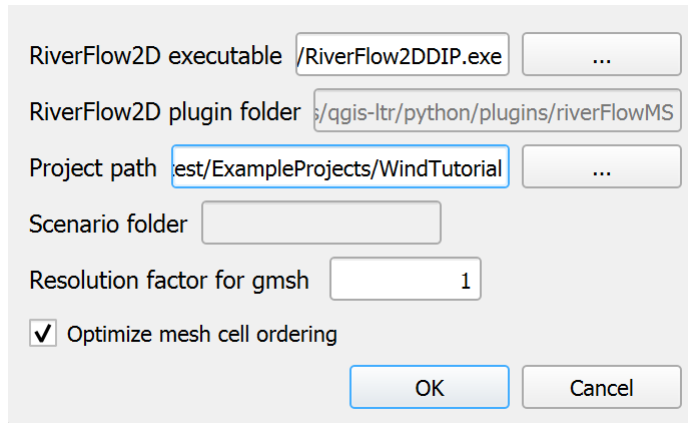 RiverFlow2D executable /RiverFlow2DDIP.exe ...
RiverFlow2D plugin folder s/qgis-ltr/python/plugins/riverFlowMS
Project path est/ExampleProjects/WindTutorial ...
Scenario folder
Resolution factor for gmsh 1
Optimize mesh cell ordering
OK Cancel